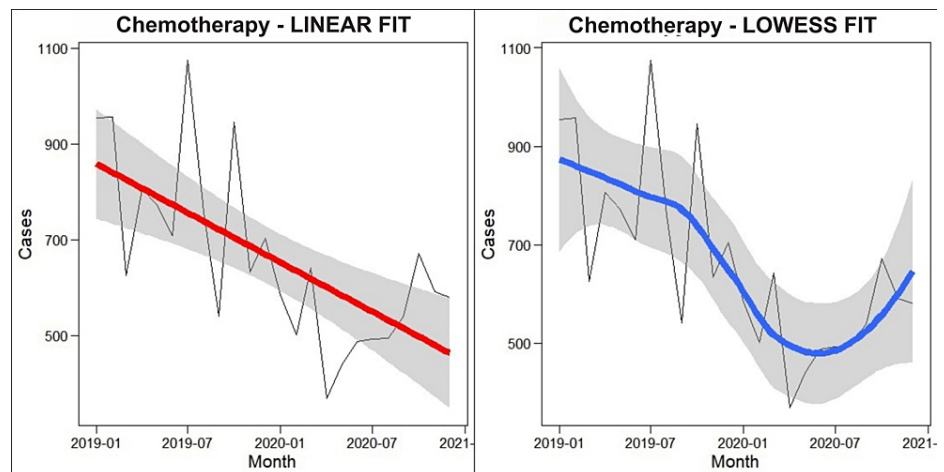 Chemotherapy - LINEAR FIT
1100
900
700
500
Cases
2019-01 2019-07 2020-01 2020-07 2021-
Month
Chemotherapy - LOWESS FIT
1100
900
700
500
Cases
2019-01 2019-07 2020-01 2020-07 2021-
Month